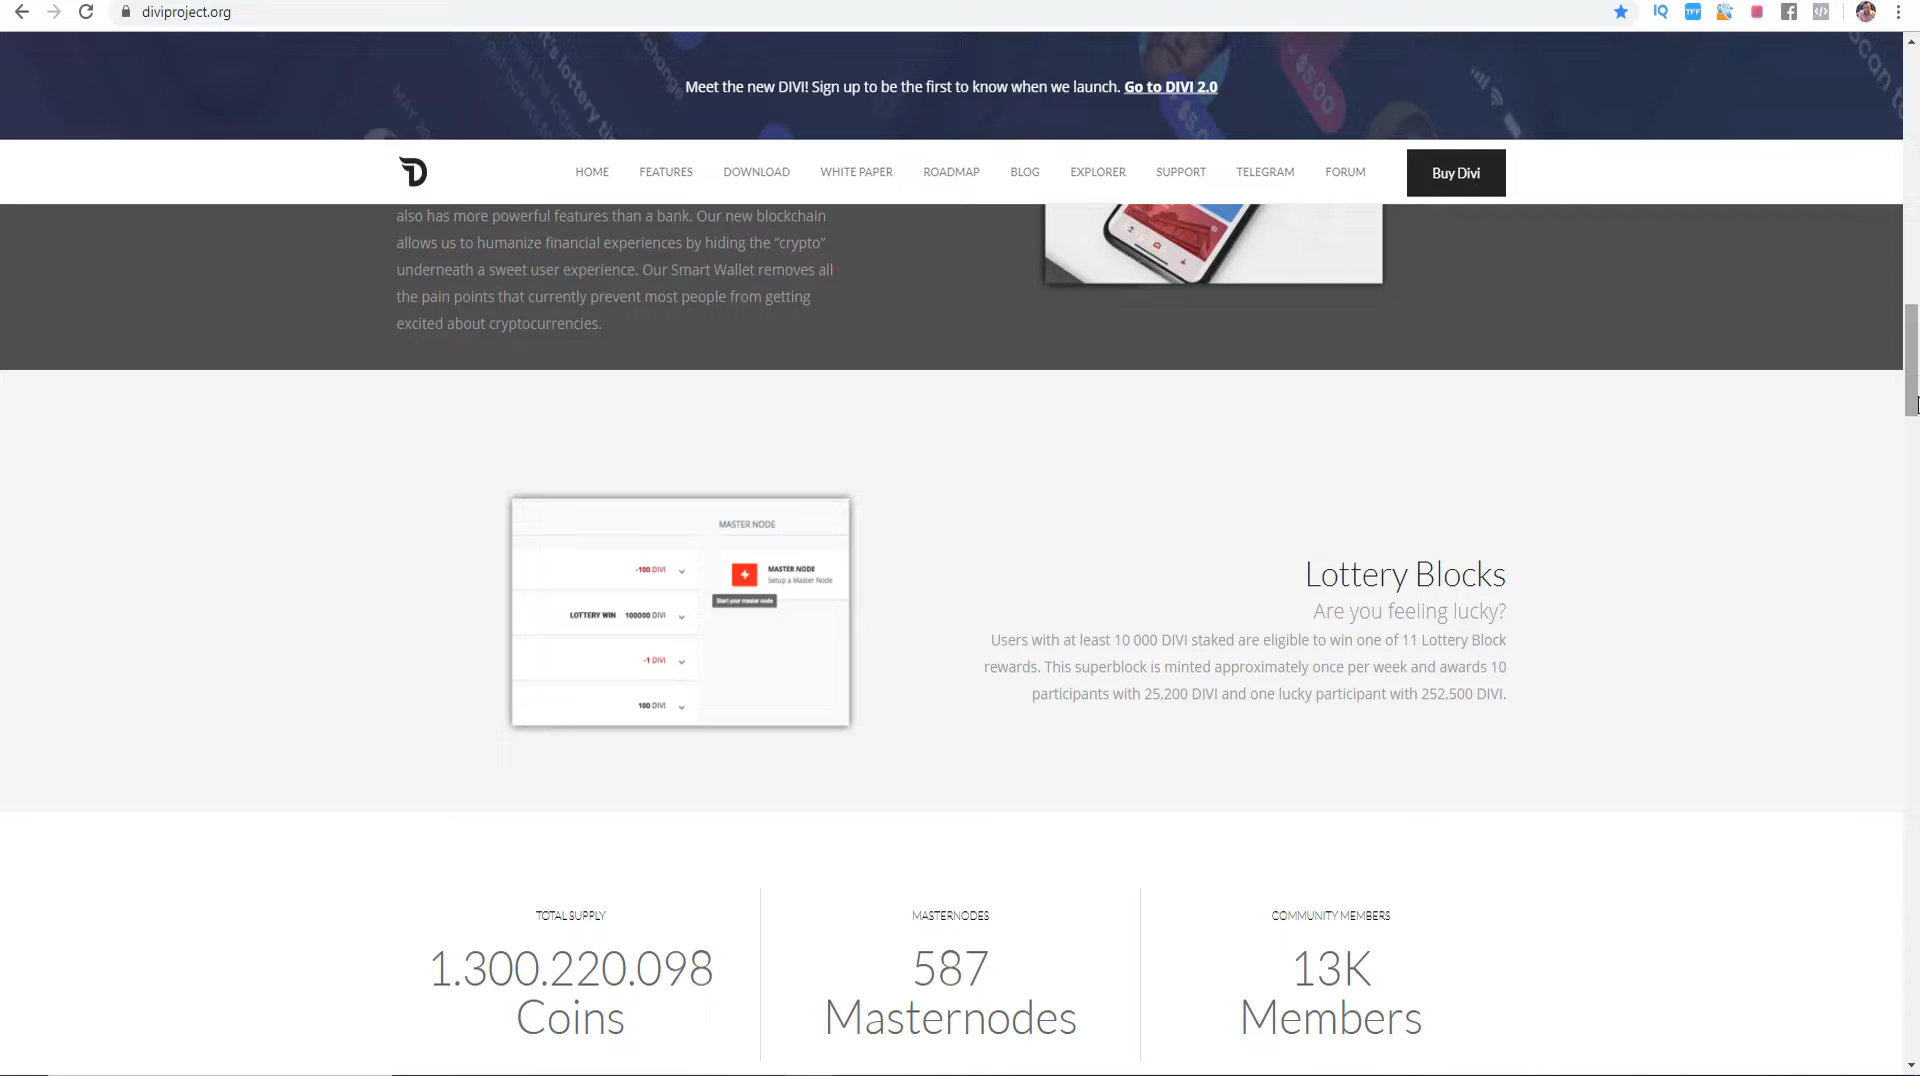 diviproject.org
Meet the new DIVI! Sign up to be the first to know when we launch. Go to DIVI 2.0
HOME FEATURES DOWNLOAD WHITE PAPER ROADMAP BLOG EXPLORER SUPPORT TELEGRAM FORUM Buy Divi
also has more powerful features than a bank. Our new blockchain
allows us to humanize financial experiences by hiding the “crypto”
underneath a sweet user experience. Our Smart Wallet removes all
the pain points that currently prevent most people from getting
excited about cryptocurrencies.
MASTER NODE
-100 DIVI
MASTER NODE
Setup a Master Node
Start your master node
LOTTERY WIN 100000 DIVI
-1 DIVI
100 DIVI
Lottery Blocks
Are you feeling lucky?
Users with at least 10 000 DIVI staked are eligible to win one of 11 Lottery Block
rewards. This superblock is minted approximately once per week and awards 10
participants with 25,200 DIVI and one lucky participant with 252,500 DIVI.
TOTAL SUPPLY
1.300.220.098
Coins
MASTERNODES
587
Masternodes
COMMUNITY MEMBERS
13K
Members